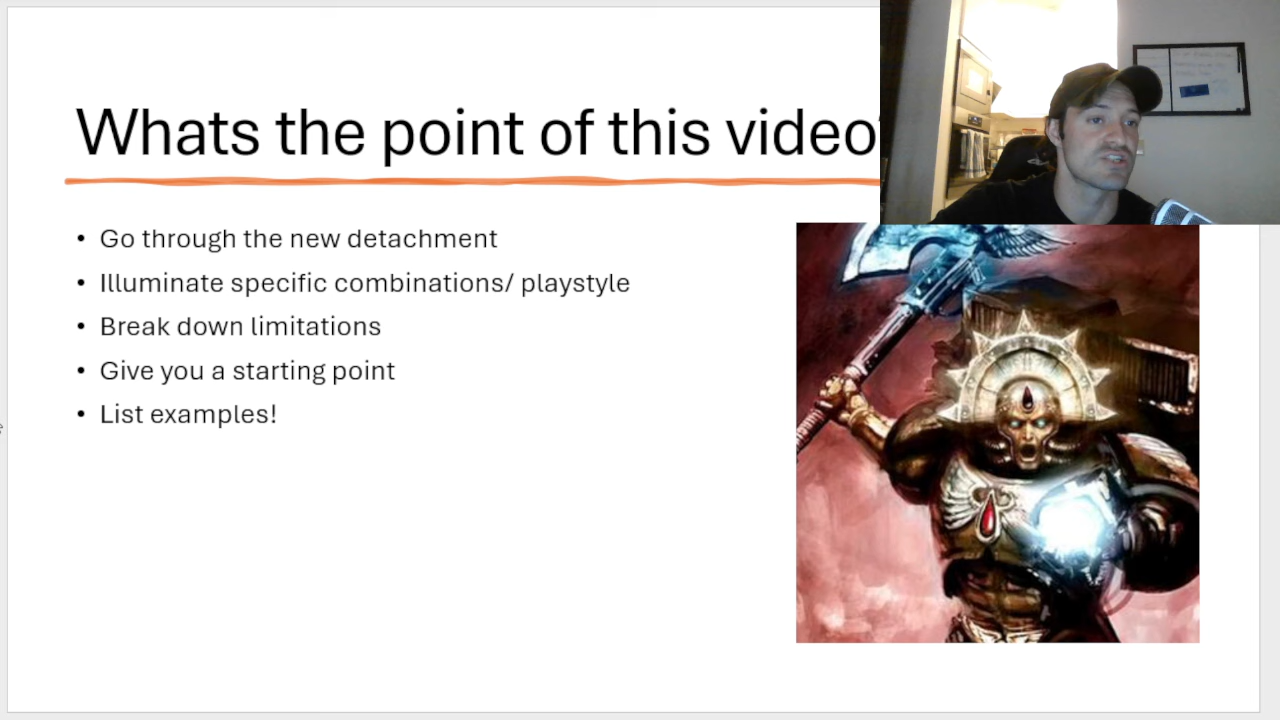 Whats the point of this video
Go through the new detachment
Illuminate specific combinations/ playstyle
Break down limitations
Give you a starting point
List examples!